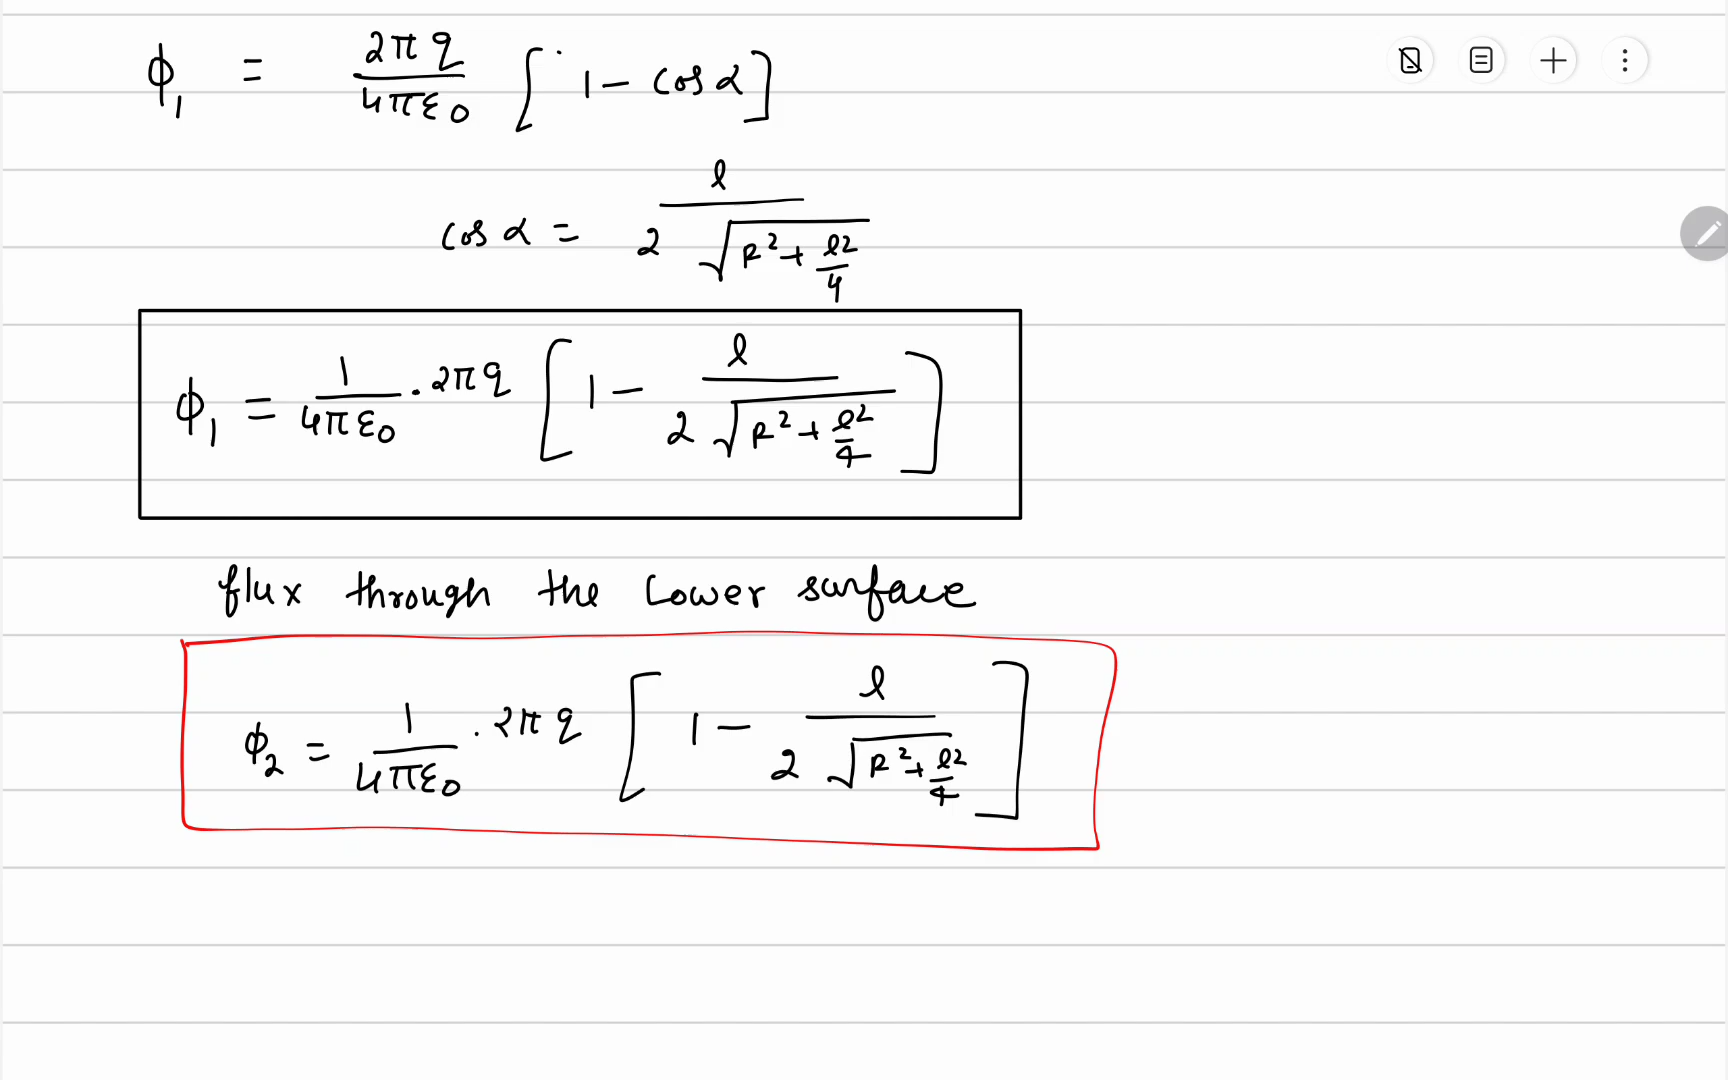 ϕ₁ = 2πq / 4πε₀ [ 1 - cos α ]
cos α = l / 2 √(R² + l²/4)
ϕ₁ = 1/4πε₀ · 2πq [ 1 - l / 2 √(R² + l²/4) ]
flux through the Lower surface
ϕ₂ = 1/4πε₀ · 2πq [ 1 - l / 2 √(R² + l²/4) ]